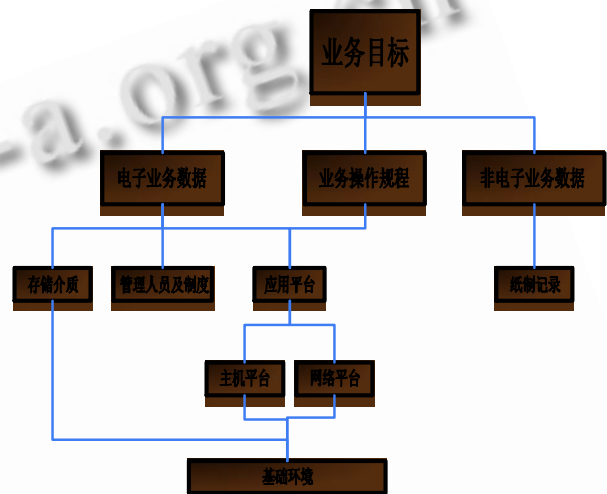 业务目标
电子业务数据
业务操作规程
非电子业务数据
存储介质
管理人员及制度
应用平台
纸制记录
主机平台
网络平台
基础环境
-a.org.cn